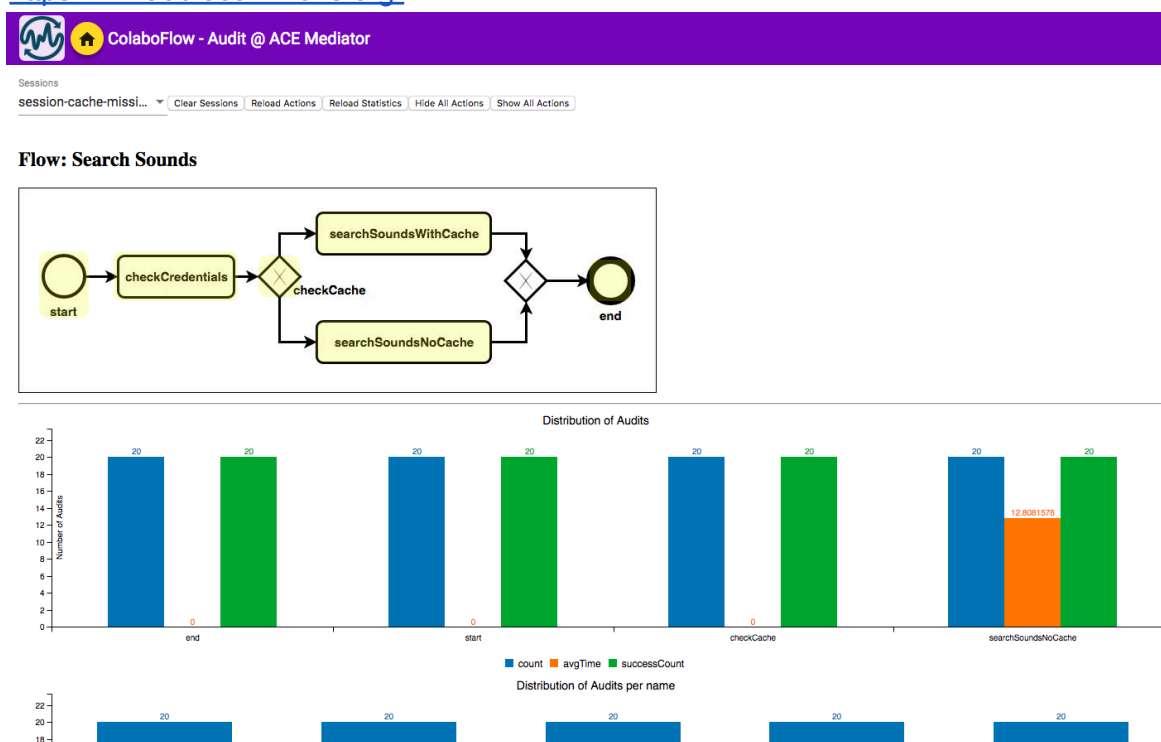 ColaboFlow - Audit @ ACE Mediator
Sessions
session-cache-missi...
Clear Sessions
Reload Actions
Reload Statistics
Hide All Actions
Show All Actions
Flow: Search Sounds
searchSoundsWithCache
checkCredentials
checkCache
start
end
searchSoundsNoCache
Distribution of Audits
Number of Audits
22
20
18
16
14
12
10
8
6
4
2
0
20
20
20
20
20
20
20
20
0
0
0
12.8081576
end
start
checkCache
searchSoundsNoCache
count
avgTime
successCount
Distribution of Audits per name
22
20
18
20
20
20
20
20